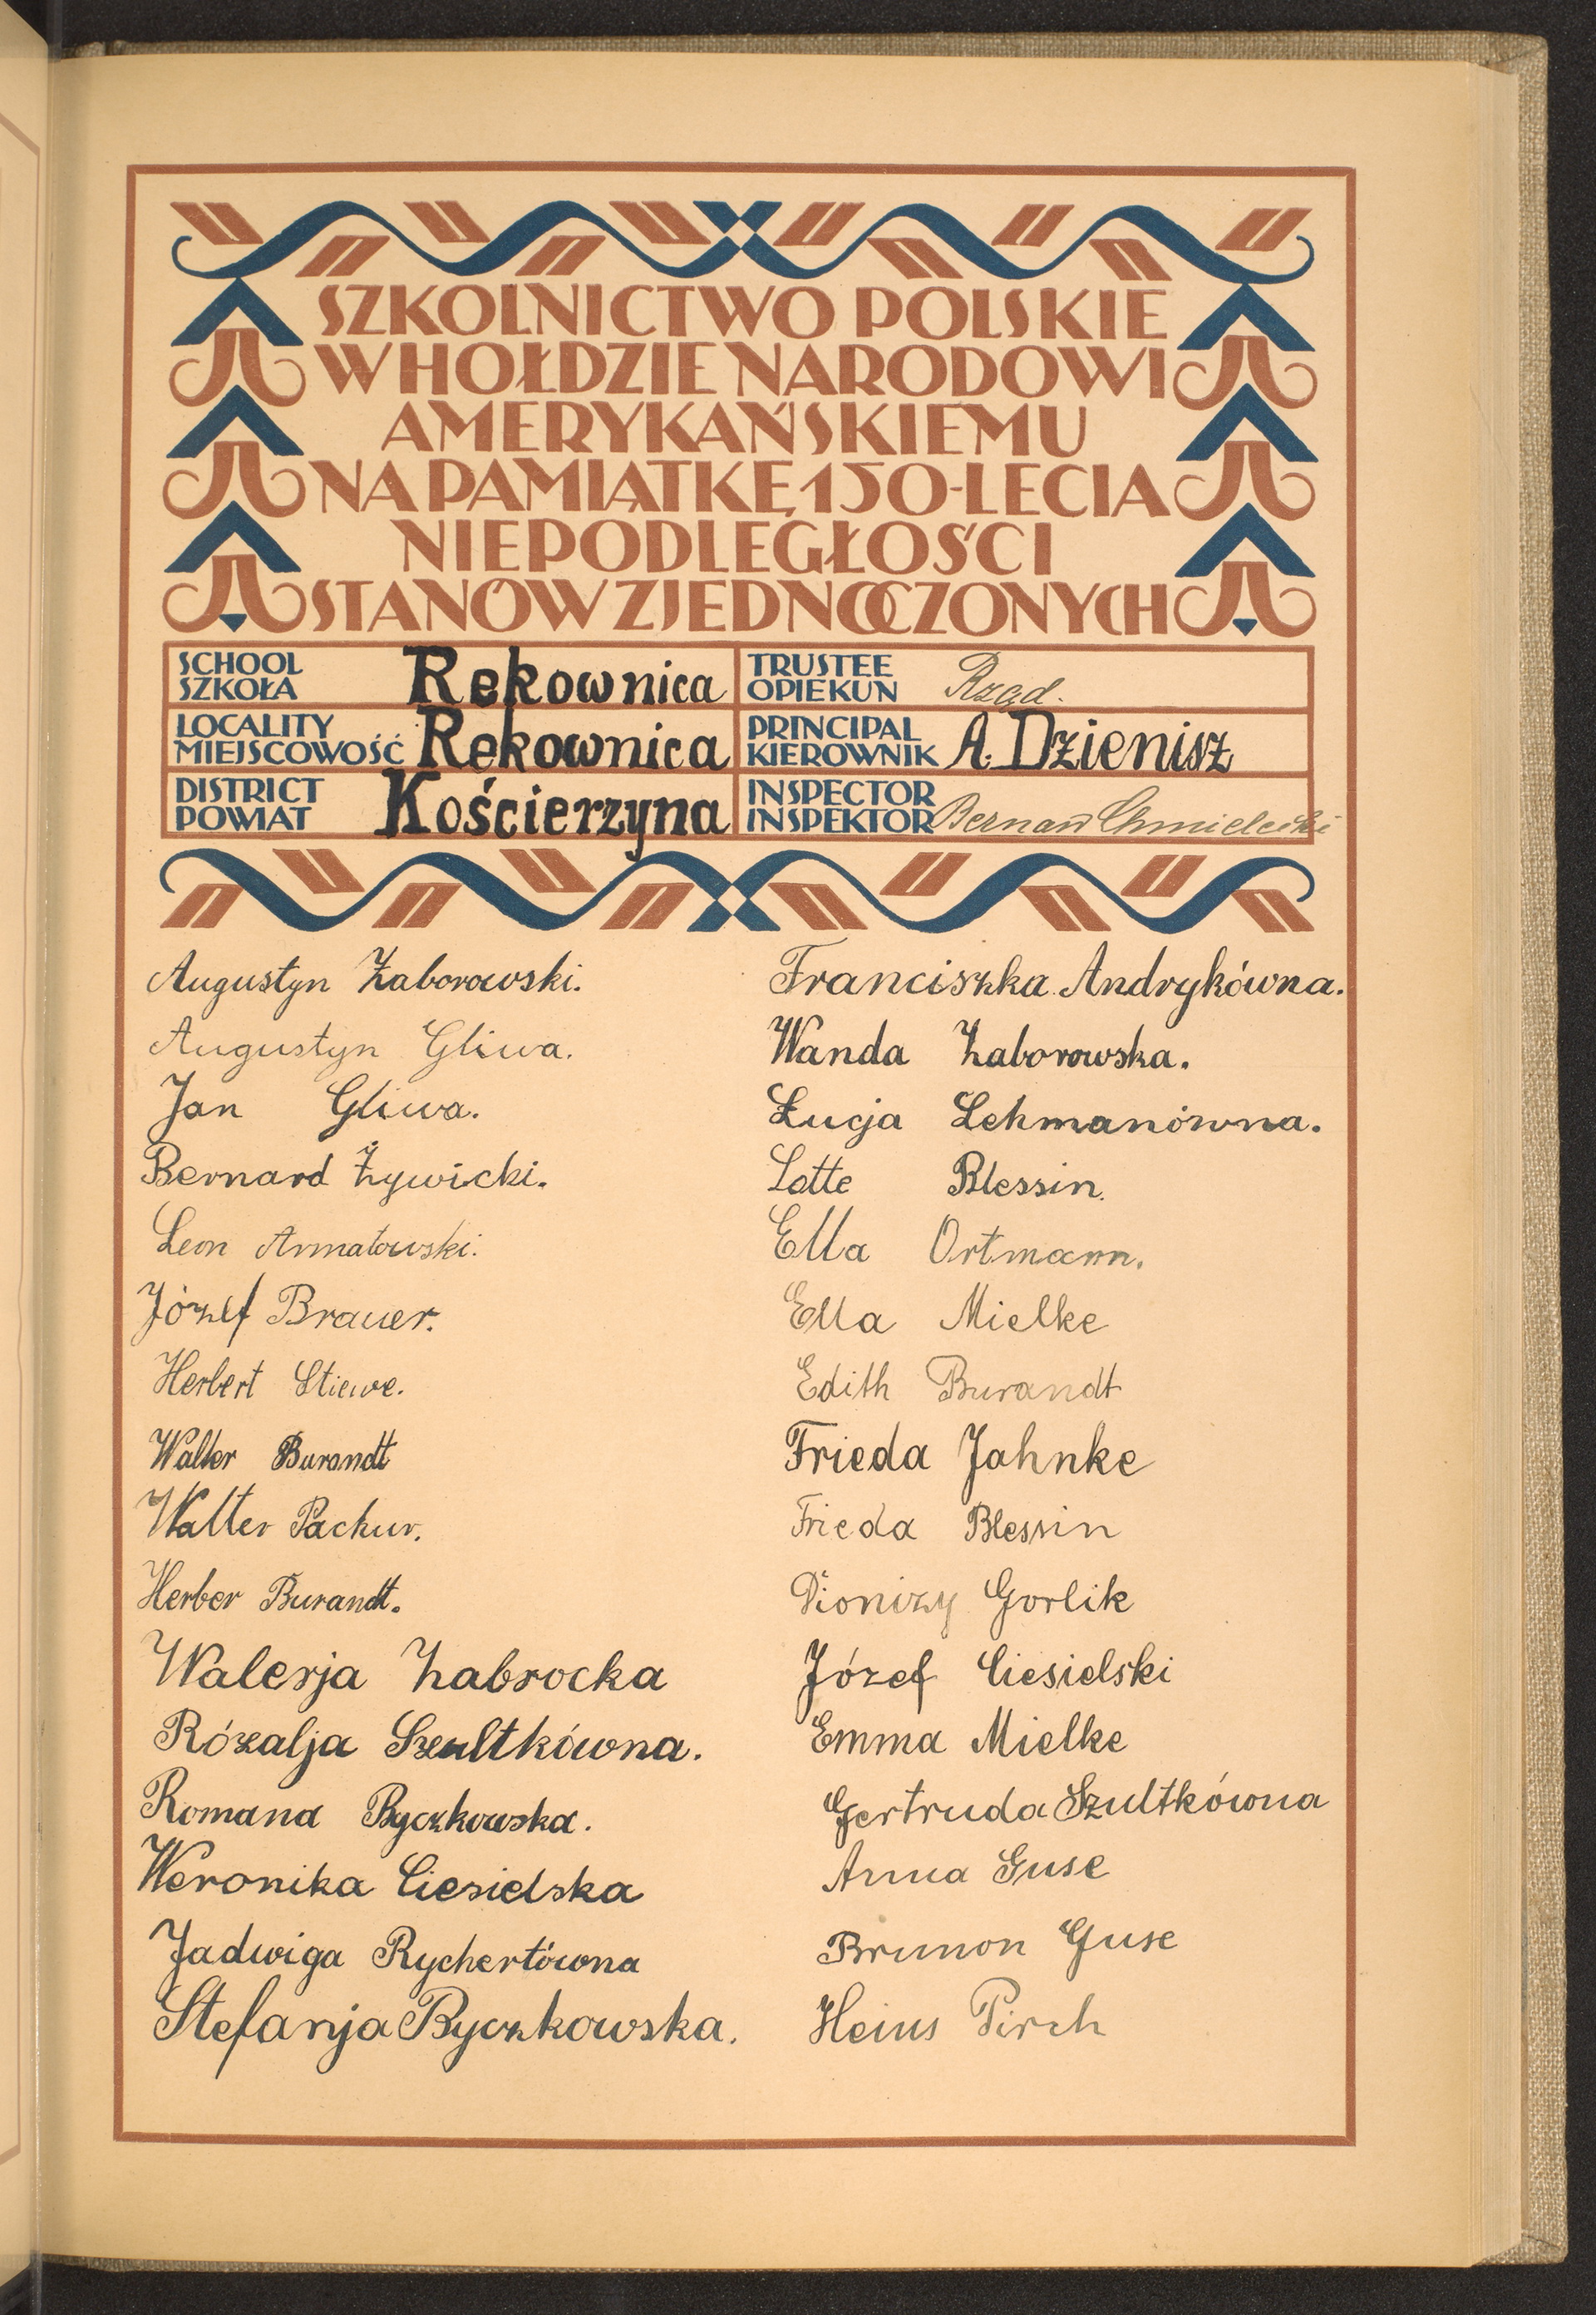 SZKOLNICTWO POLSKIE
W HOŁDZIE NARODOWI
AMERYKAŃSKIEMU
NA PAMIĄTKĘ 150-LECIA
NIEPODLEGŁOŚCI
STANÓW ZJEDNOCZONYCH
SCHOOL
SZKOŁA
Rekownica
TRUSTEE
OPIEKUN
Rząd.
LOCALITY
MIEJSCOWOŚĆ
Rekownica
PRINCIPAL
KIEROWNIK
A. Dzienisz
DISTRICT
POWIAT
Kościerzyna
INSPECTOR
INSPEKTOR
Chmielecki
Augustyn Zaborowski.
Augustyn Gliwa.
Jan Gliwa.
Bernard Żywicki.
Leon Armatowski.
Józef Brauer.
Herbert Stiewe.
Walter Burandt
Walter Pachur.
Herber Burandt.
Walerja Zabrocka
Rózalja Szultkówna.
Romana Byczkowska.
Weronika Ciesielska
Jadwiga Rychertówna
Stefanja Byczkowska.
Franciszka Andrykówna.
Wanda Zaborowska.
Łucja Lehmanówna.
Lotte Blessin.
Ella Ortmann.
Ella Mielke
Edith Burandt
Frieda Jahnke
Frieda Blessin
Dionizy Gorlik
Józef Ciesielski
Emma Mielke
Gertruda Szultkówna
Anna Guse
Brunon Guse
Heius Pirch